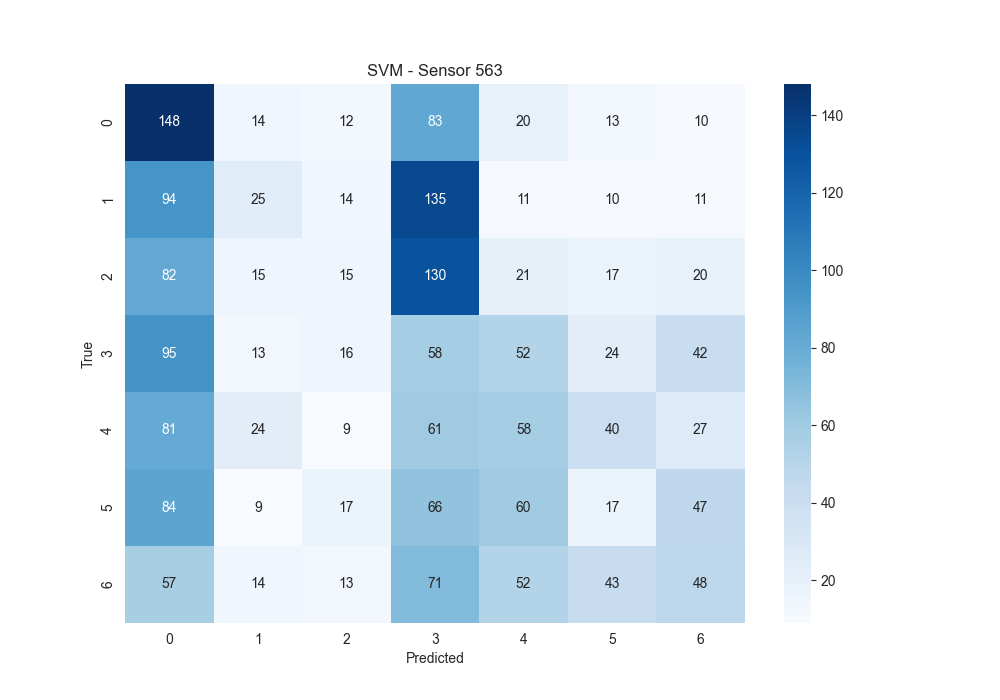 SVM - Sensor 563
0 148 14 12 83 20 13 10 140
1 94 25 14 135 11 10 11 120
2 82 15 15 130 21 17 20 100
True 3 95 13 16 58 52 24 42 80
4 81 24 9 61 58 40 27 60
5 84 9 17 66 60 17 47 40
6 57 14 13 71 52 43 48 20
0 1 2 3 4 5 6
Predicted